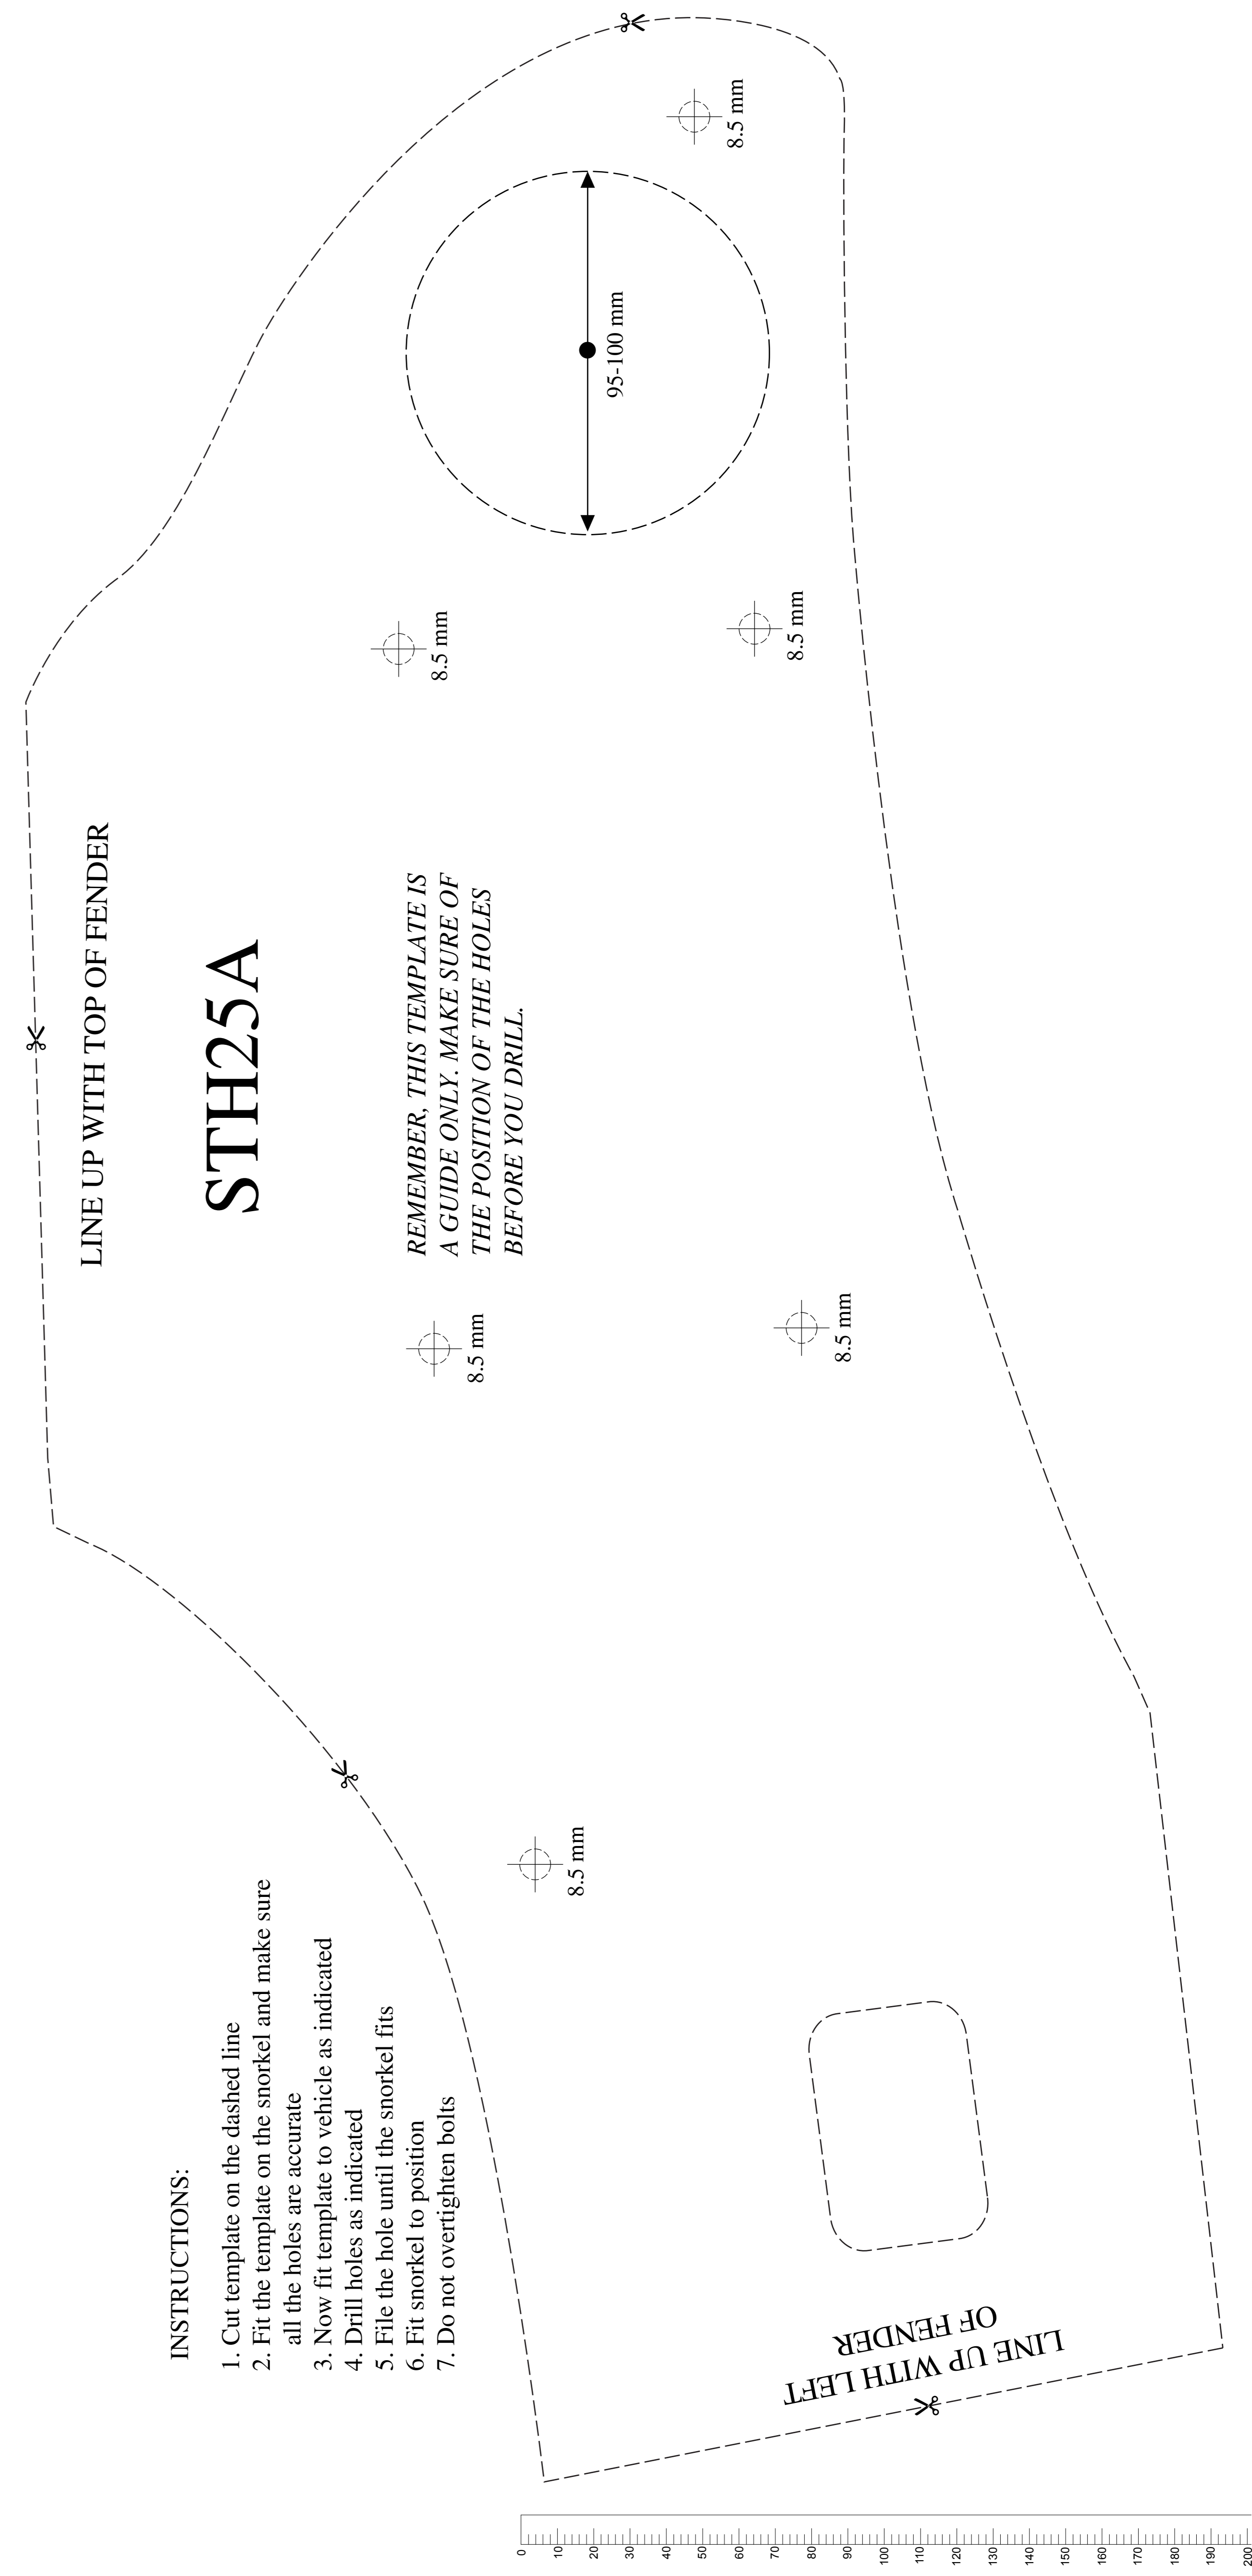 LINE UP WITH TOP OF FENDER
STH25A
REMEMBER, THIS TEMPLATE IS
A GUIDE ONLY. MAKE SURE OF
THE POSITION OF THE HOLES
BEFORE YOU DRILL.
INSTRUCTIONS:
1. Cut template on the dashed line
2. Fit the template on the snorkel and make sure
all the holes are accurate
3. Now fit template to vehicle as indicated
4. Drill holes as indicated
5. File the hole until the snorkel fits
6. Fit snorkel to position
7. Do not overtighten bolts
8.5 mm
8.5 mm
8.5 mm
8.5 mm
8.5 mm
8.5 mm
95-100 mm
LINE UP WITH LEFT
OF FENDER
0 10 20 30 40 50 60 70 80 90 100 110 120 130 140 150 160 170 180 190 200